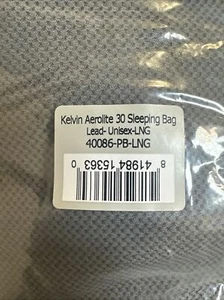 Kelvin Aerolite 30 Sleeping Bag
Lead- Unisex-LNG
40086-PB-LNG
8 41984 15363 0